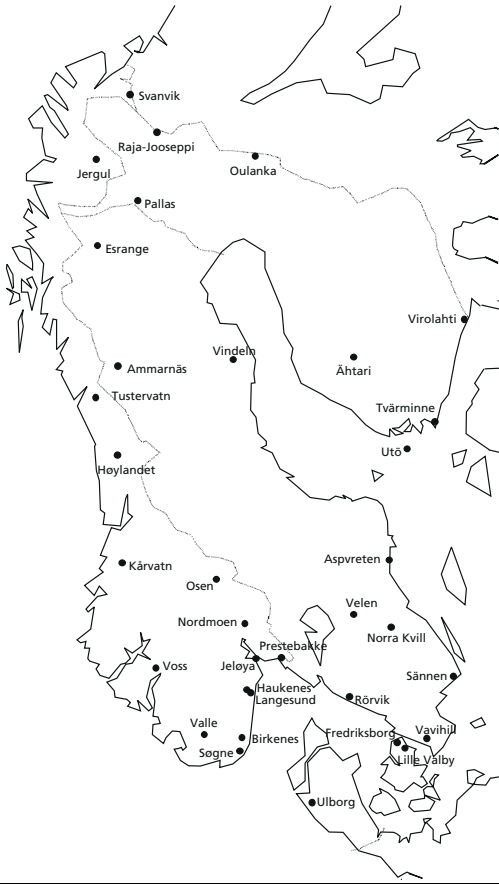 Svanvik
Raja-Jooseppi
Jergul
Oulanka
Pallas
Esrange
Virolahti
Vindeln
Ammarnäs
Ähtari
Tustervatn
Tvärminne
Utö
Høylandet
Aspvreten
Kårvatn
Osen
Velen
Nordmoen
Norra Kvill
Prestebakke
Jeløya
Voss
Sännen
Haukenes
Langesund
Rörvik
Valle
Fredriksborg
Vavihill
Birkenes
Søgne
Lille Valby
Ulborg